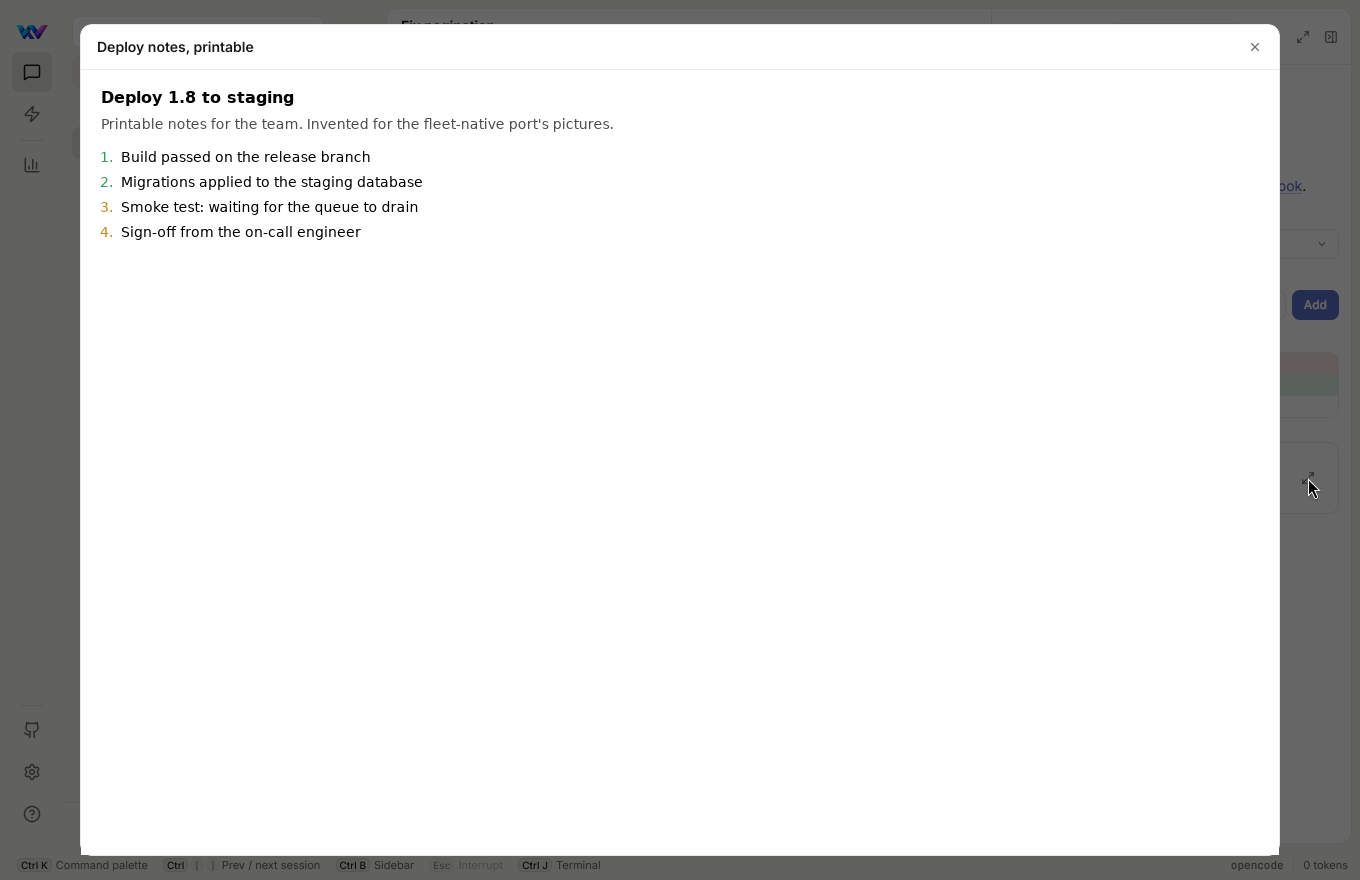 Deploy notes, printable
Deploy 1.8 to staging
Printable notes for the team. Invented for the fleet-native port's pictures.
1. Build passed on the release branch
2. Migrations applied to the staging database
3. Smoke test: waiting for the queue to drain
4. Sign-off from the on-call engineer
ook.
Add
Ctrl K Command palette Ctrl [ ] Prev / next session Ctrl B Sidebar Esc Interrupt Ctrl J Terminal opencode 0 tokens